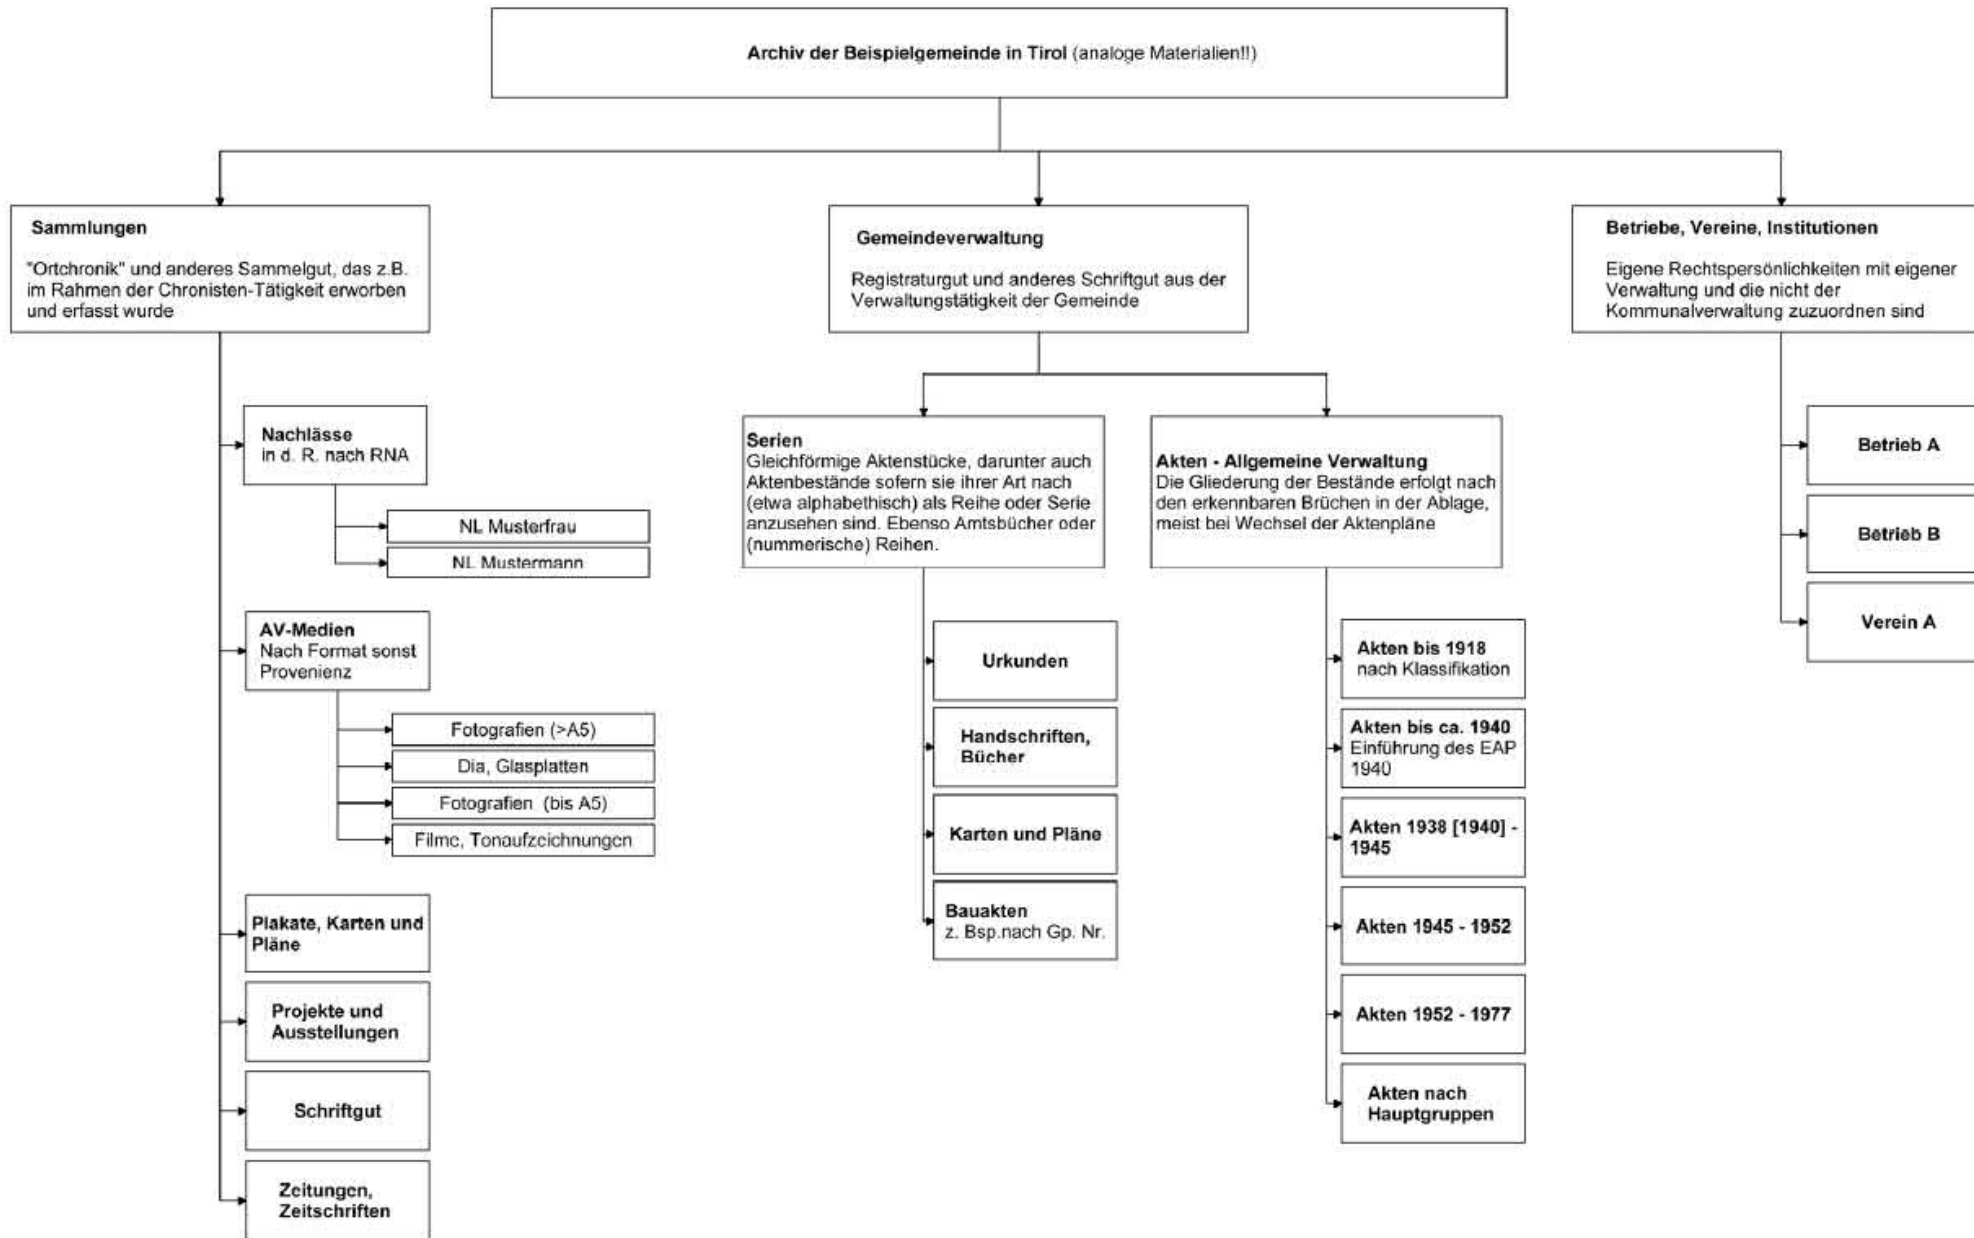 Archiv der Beispielgemeinde in Tirol (analoge Materialien!!)
Sammlungen
"Ortchronik" und anderes Sammelgut, das z.B.
im Rahmen der Chronisten-Tätigkeit erworben
und erfasst wurde
Nachlässe
in d. R. nach RNA
NL Musterfrau
NL Mustermann
AV-Medien
Nach Format sonst
Provenienz
Fotografien (>A5)
Dia, Glasplatten
Fotografien (bis A5)
Filme, Tonaufzeichnungen
Plakate, Karten und
Pläne
Projekte und
Ausstellungen
Schriftgut
Zeitungen,
Zeitschriften
Gemeindeverwaltung
Registraturgut und anderes Schriftgut aus der
Verwaltungstätigkeit der Gemeinde
Serien
Gleichförmige Aktenstücke, darunter auch
Aktenbestände sofern sie ihrer Art nach
(etwa alphabethisch) als Reihe oder Serie
anzusehen sind. Ebenso Amtsbücher oder
(nummerische) Reihen.
Urkunden
Handschriften,
Bücher
Karten und Pläne
Bauakten
z. Bsp.nach Gp. Nr.
Akten - Allgemeine Verwaltung
Die Gliederung der Bestände erfolgt nach
den erkennbaren Brüchen in der Ablage,
meist bei Wechsel der Aktenpläne
Akten bis 1918
nach Klassifikation
Akten bis ca. 1940
Einführung des EAP
1940
Akten 1938 [1940] -
1945
Akten 1945 - 1952
Akten 1952 - 1977
Akten nach
Hauptgruppen
Betriebe, Vereine, Institutionen
Eigene Rechtspersönlichkeiten mit eigener
Verwaltung und die nicht der
Kommunalverwaltung zuzuordnen sind
Betrieb A
Betrieb B
Verein A